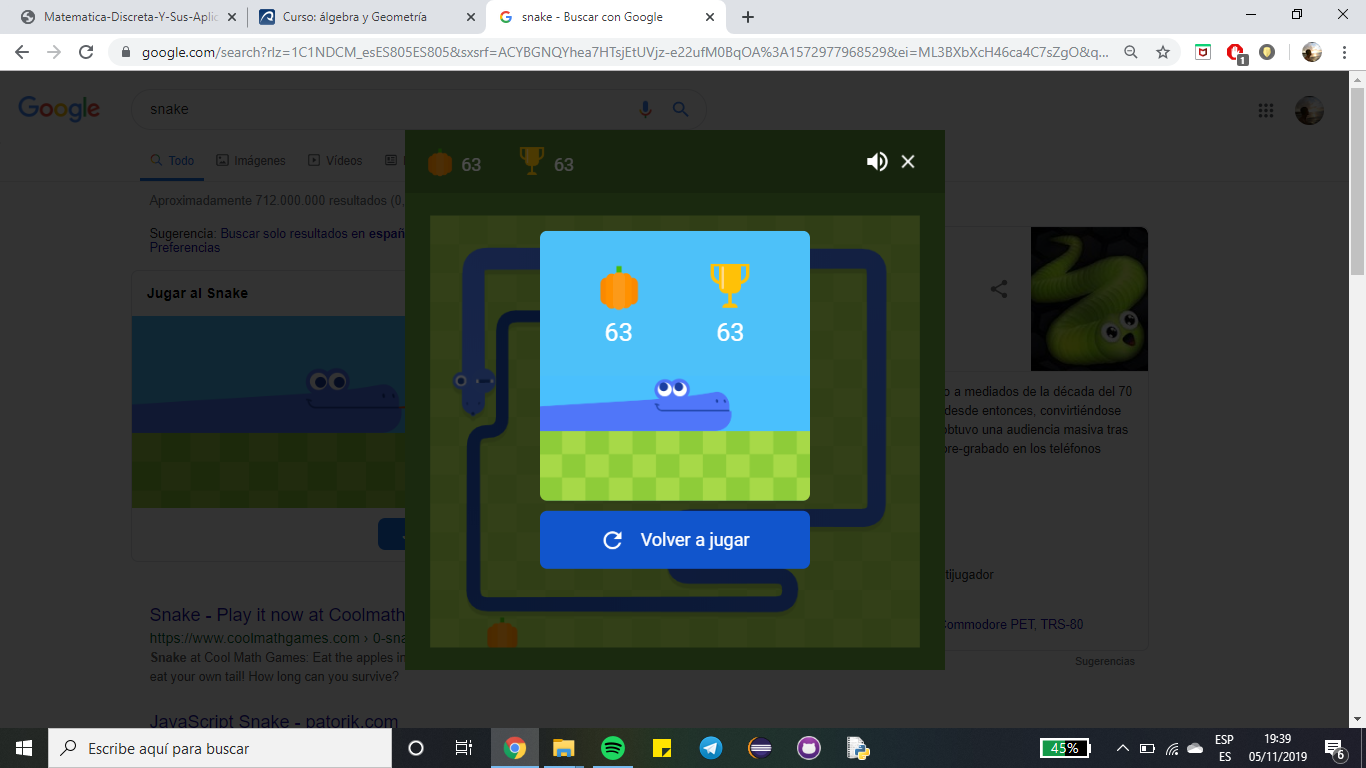 Matematica-Discreta-Y-Sus-Aplic
Curso: álgebra y Geometría
snake - Buscar con Google
google.com/search?rlz=1C1NDCM_esES805ES805&sxsrf=ACYBGNQYhea7HTsjEtUVjz-e22ufM0BqOA%3A1572977968529&ei=ML3BXbXcH46ca4C7sZgO&q...
1
Google
snake
Todo
Imágenes
Vídeos
63
63
Aproximadamente 712.000.000 resultados (0,
Sugerencia: Buscar solo resultados en españ
Preferencias
Jugar al Snake
63
63
Volver a jugar
o a mediados de la década del 70
desde entonces, convirtiéndose
obtuvo una audiencia masiva tras
pre-grabado en los teléfonos
tijugador
Commodore PET, TRS-80
Sugerencias
Snake - Play it now at Coolmath
https://www.coolmathgames.com › 0-sna
Snake at Cool Math Games: Eat the apples in
eat your own tail! How long can you survive?
JavaScript Snake - patorik.com
Escribe aquí para buscar
45%
ESP
ES
19:39
05/11/2019
6